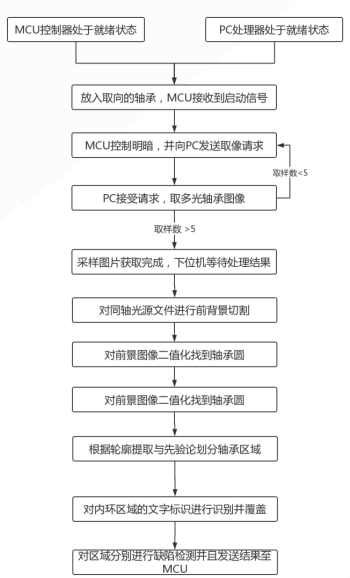 MCU控制器处于就绪状态
PC处理器处于就绪状态
放入取向的轴承，MCU接收到启动信号
MCU控制明暗，并向PC发送取像请求
取样数<5
PC接受请求，取多光轴承图像
取样数 >5
采样图片获取完成，下位机等待处理结果
对同轴光源文件进行前背景切割
对前景图像二值化找到轴承圆
对前景图像二值化找到轴承圆
根据轮廓提取与先验论划分轴承区域
对内环区域的文字标识进行识别并覆盖
对区域分别进行缺陷检测并且发送结果至
MCU